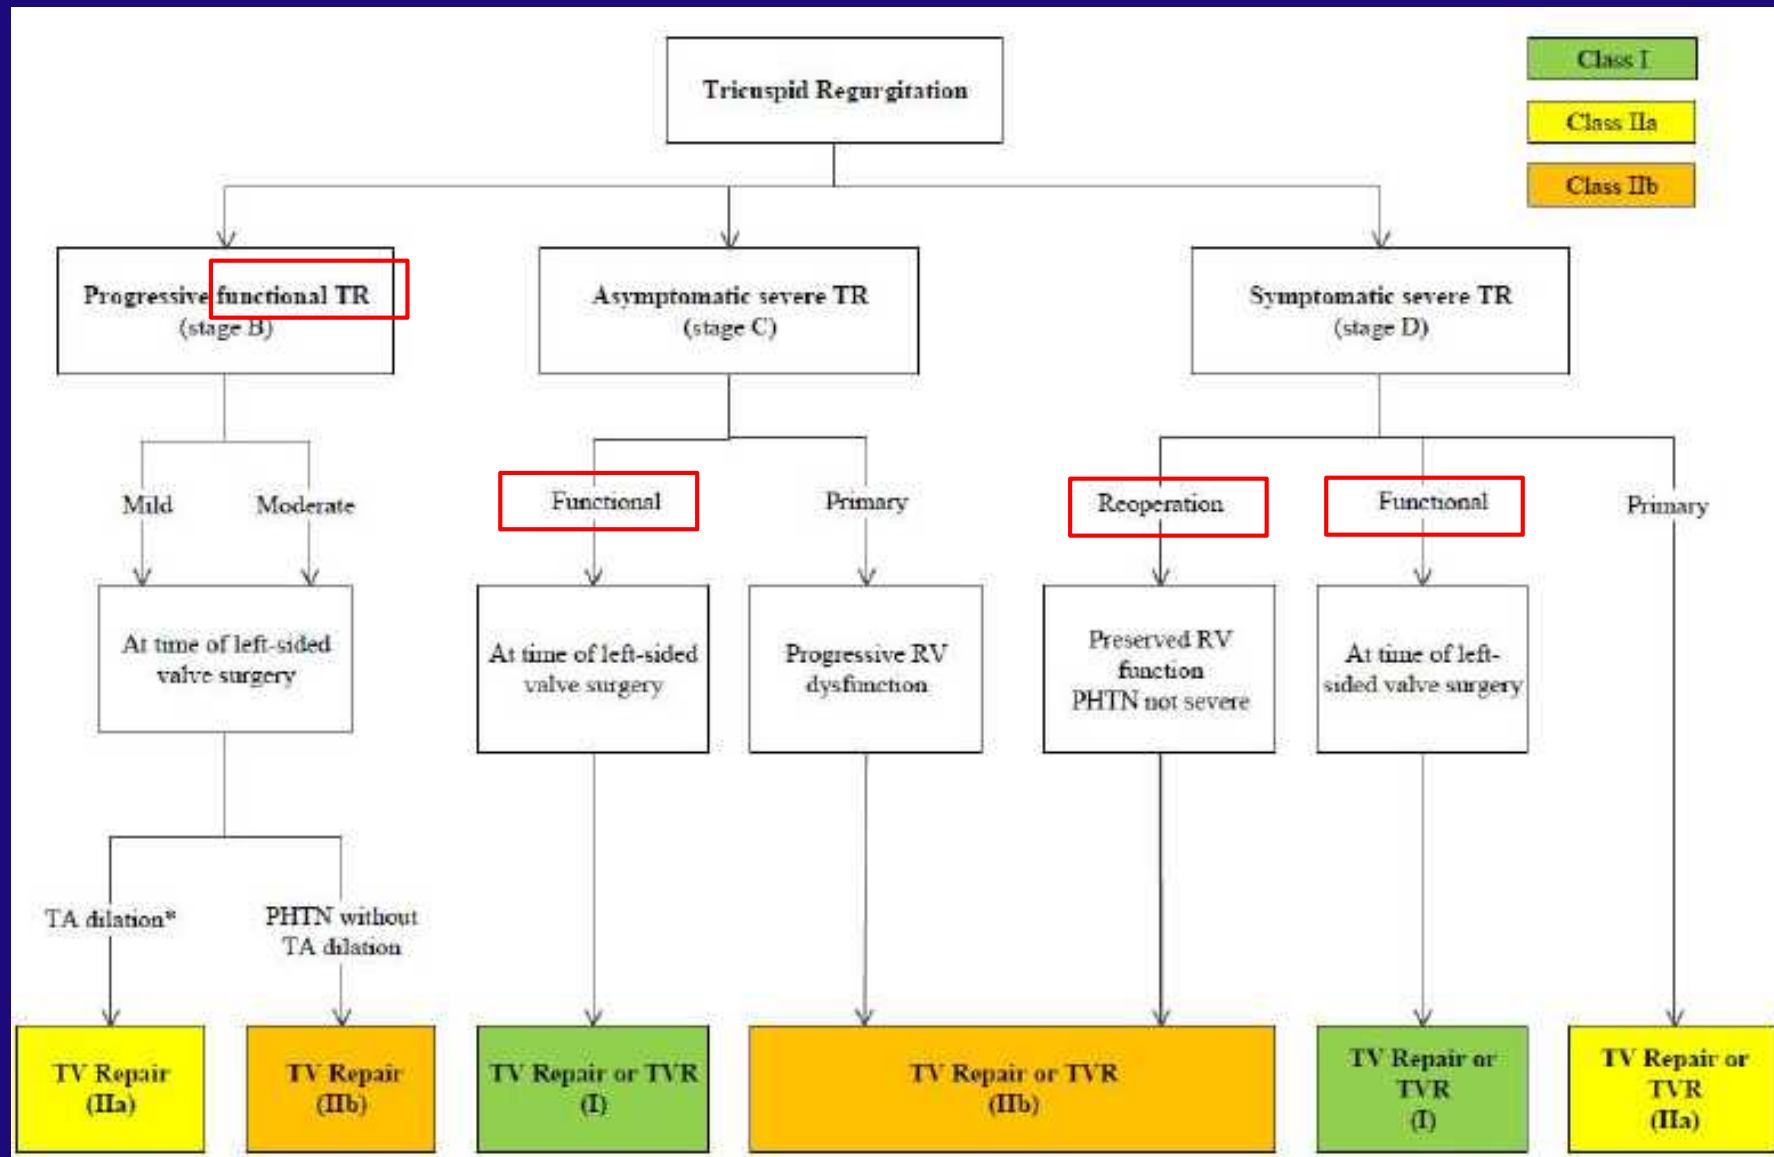 Tricuspid Regurgitation
Class I
Class IIa
Class IIb
Progressive functional TR
(stage B)
Asymptomatic severe TR
(stage C)
Symptomatic severe TR
(stage D)
Mild
Moderate
Functional
Primary
Reoperation
Functional
Primary
At time of left-sided
valve surgery
At time of left-sided
valve surgery
Progressive RV
dysfunction
Preserved RV
function
PHTN not severe
At time of left-
sided valve surgery
TA dilation*
PHTN without
TA dilation
TV Repair
(IIa)
TV Repair
(IIb)
TV Repair or TVR
(I)
TV Repair or TVR
(IIb)
TV Repair or
TVR
(I)
TV Repair or
TVR
(IIa)